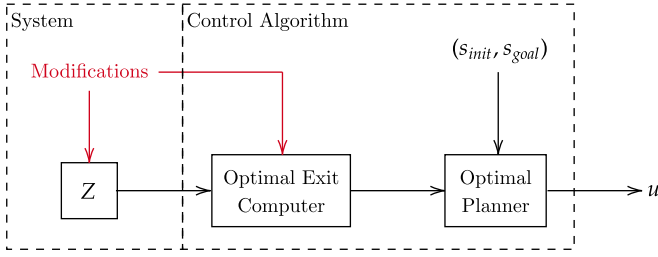 System
Control Algorithm
Modifications
(s_init, s_goal)
Z
Optimal Exit
Computer
Optimal
Planner
u